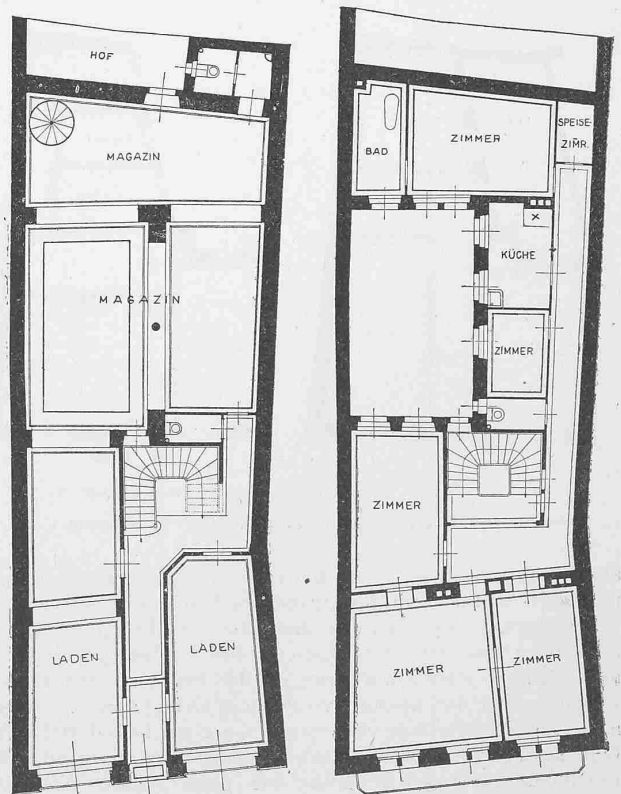 HOF
MAGAZIN
MAGAZIN
LADEN
LADEN
BAD
ZIMMER
SPEISE-
ZIMR.
KÜCHE
ZIMMER
ZIMMER
ZIMMER
ZIMMER